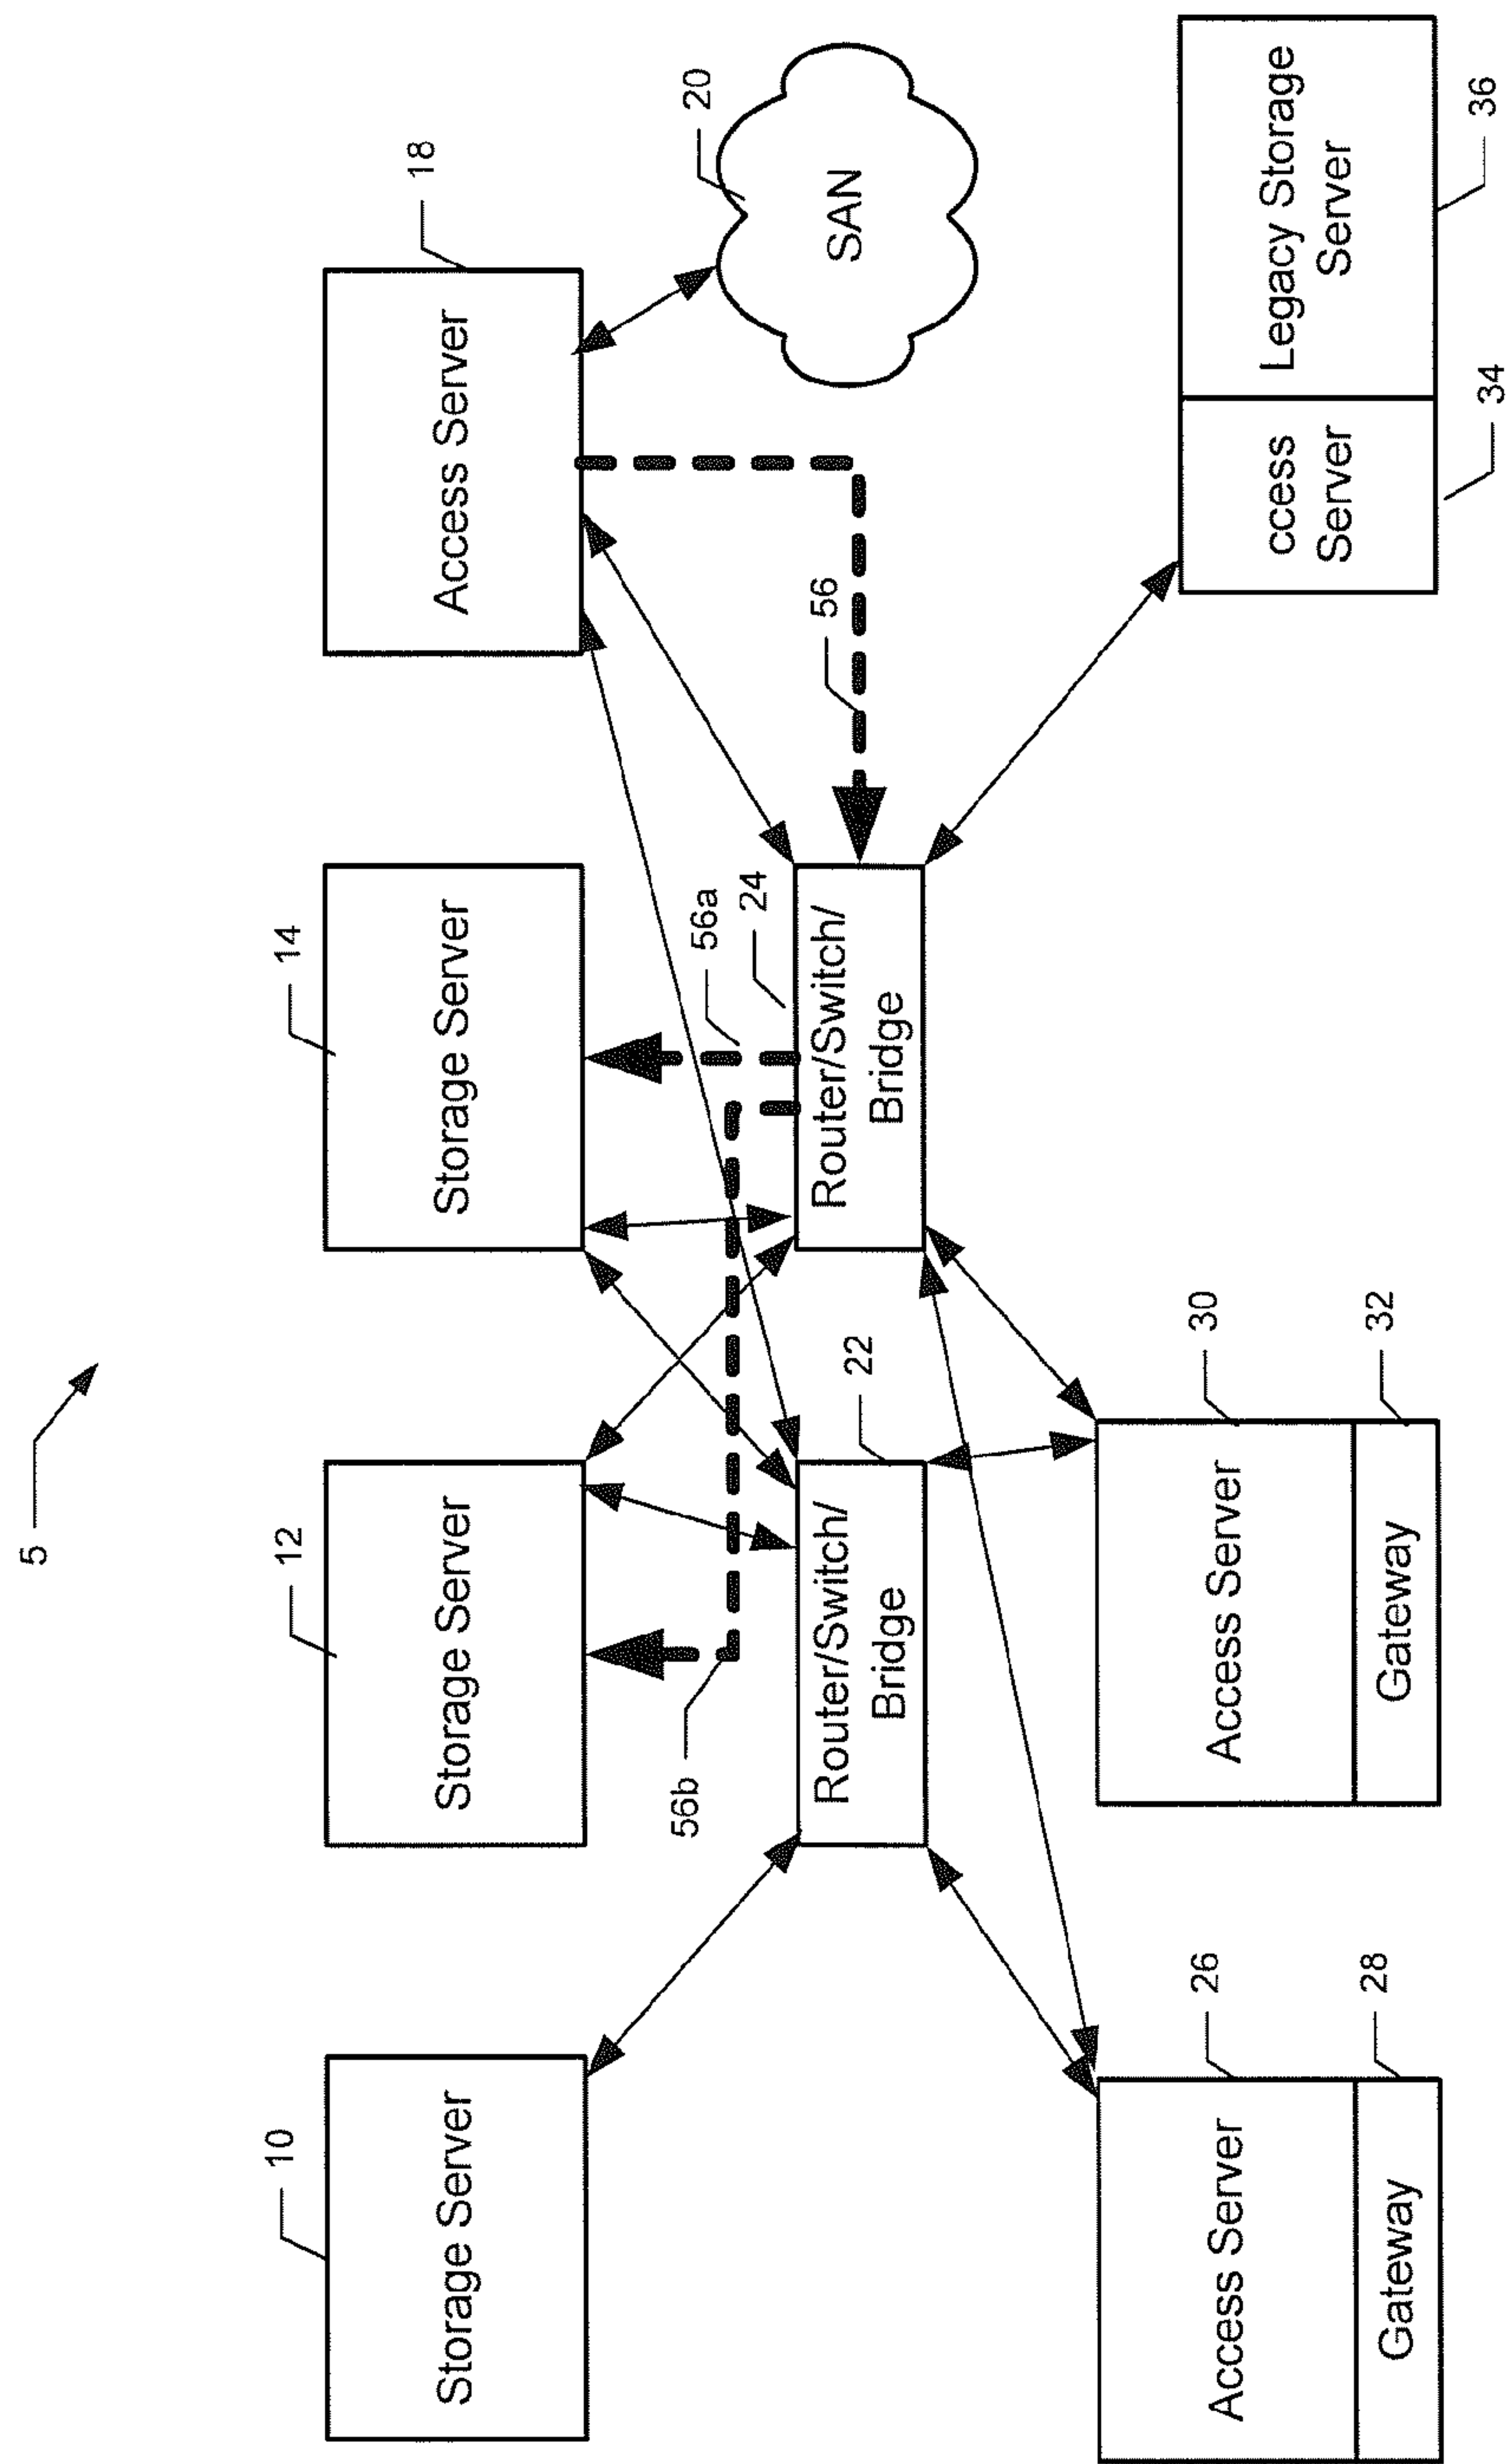 5
10
Storage Server
12
Storage Server
14
Storage Server
18
Access Server
20
SAN
56b
56a
24
56
22
Router/Switch/
Bridge
Router/Switch/
Bridge
26
Access Server
28
Gateway
30
Access Server
32
Gateway
ccess
Server
34
Legacy Storage
Server
36